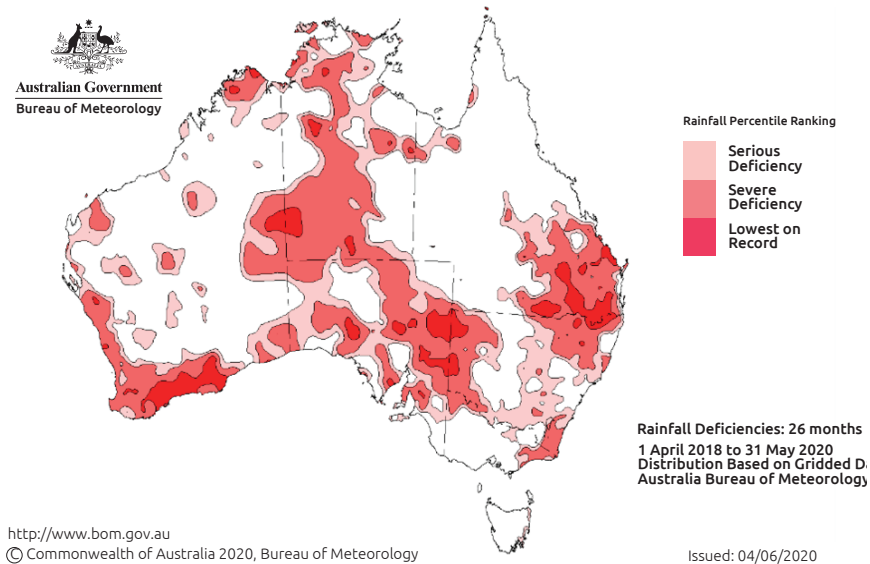 Australian Government
Bureau of Meteorology
Rainfall Percentile Ranking
Serious
Deficiency
Severe
Deficiency
Lowest on
Record
Rainfall Deficiencies: 26 months
1 April 2018 to 31 May 2020
Distribution Based on Gridded D
Australia Bureau of Meteorology
http://www.bom.gov.au
© Commonwealth of Australia 2020, Bureau of Meteorology
Issued: 04/06/2020